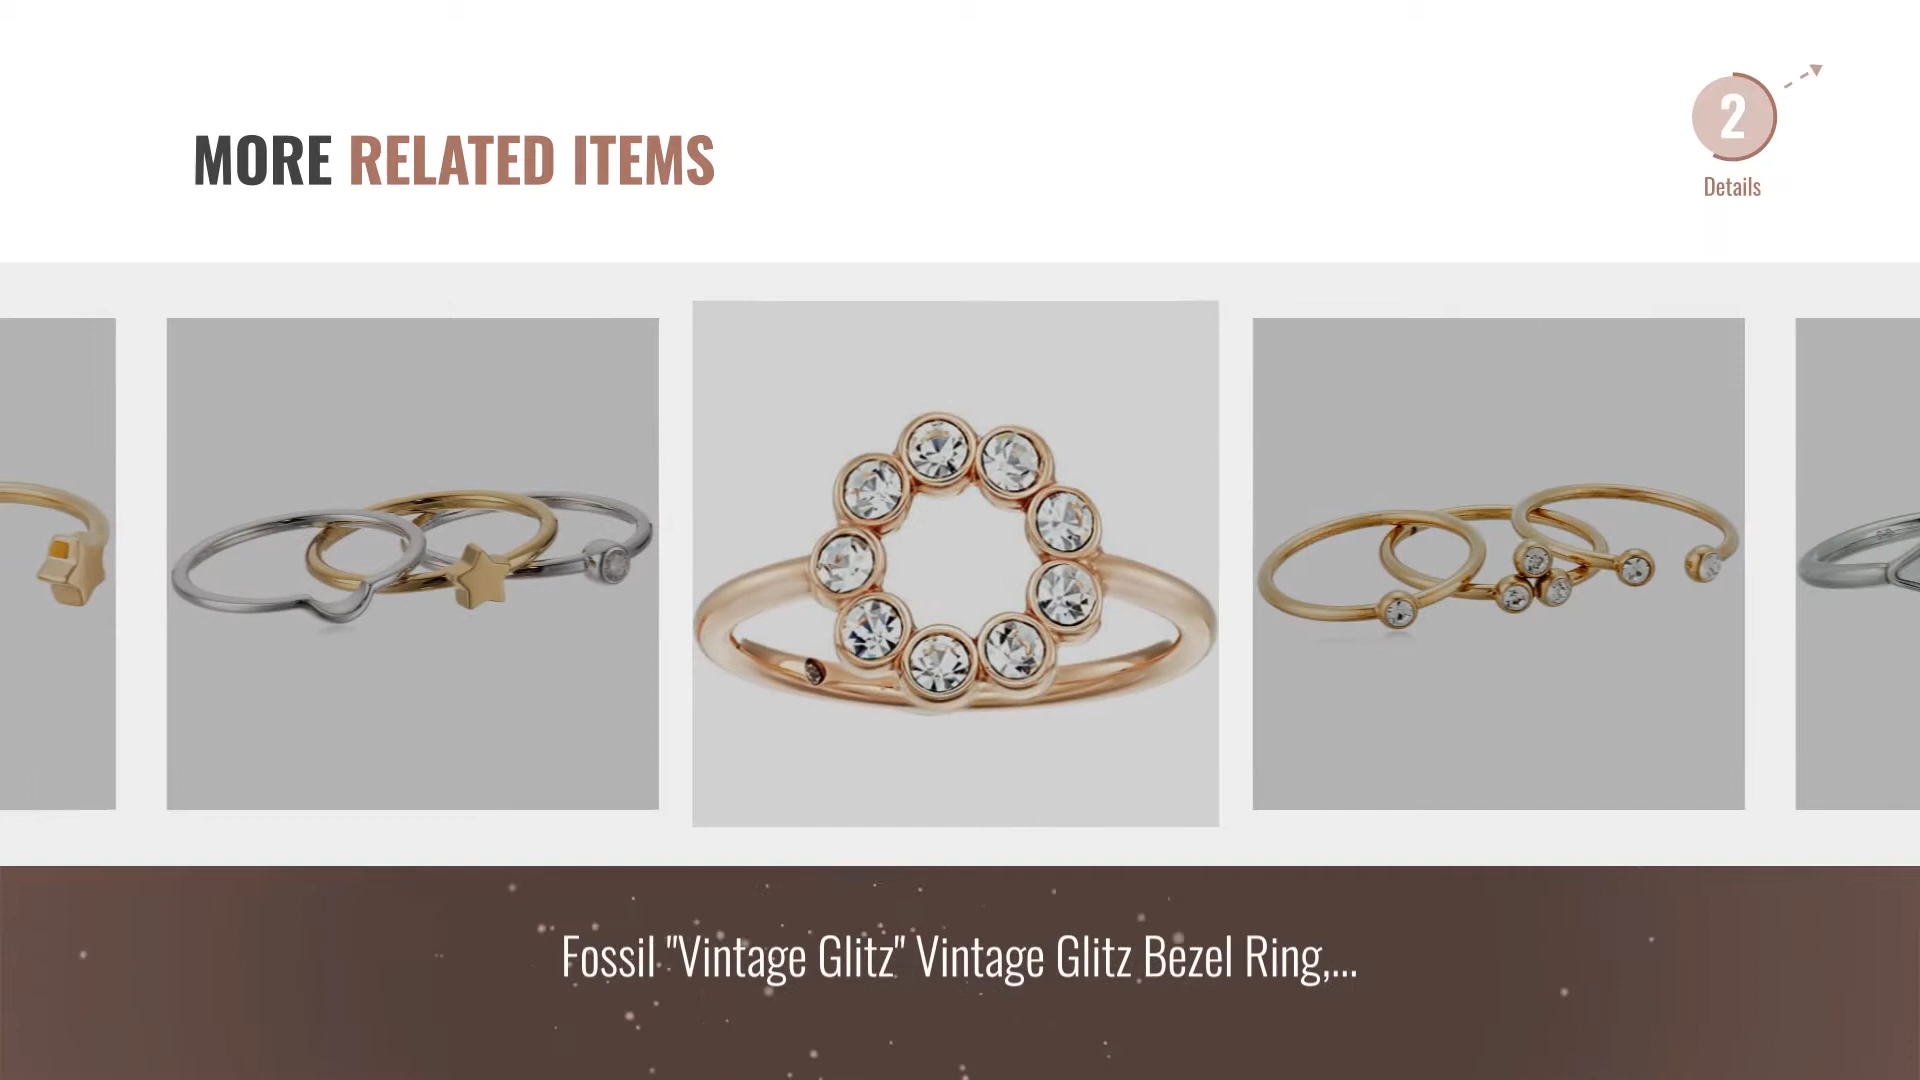 2
MORE RELATED ITEMS
Details
Fossil "Vintage Glitz" Vintage Glitz Bezel Ring,...